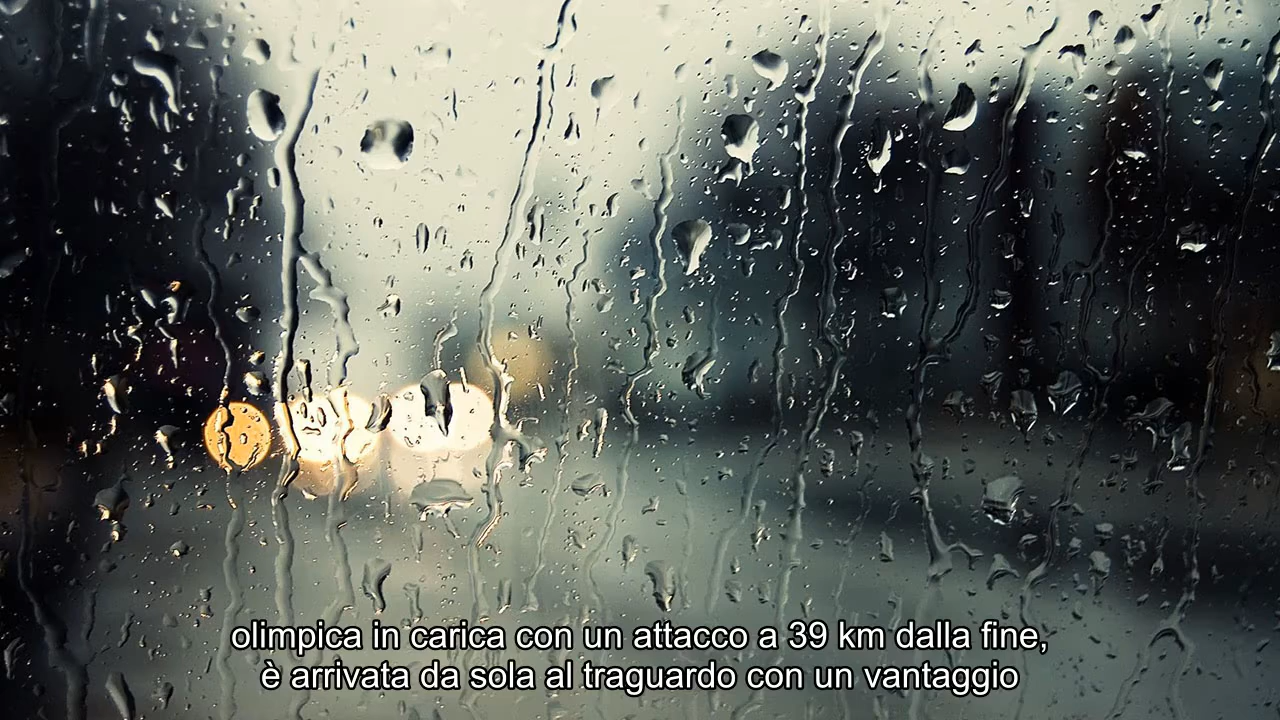 olimpica in carica con un attacco a 39 km dalla fine,
è arrivata da sola al traguardo con un vantaggio